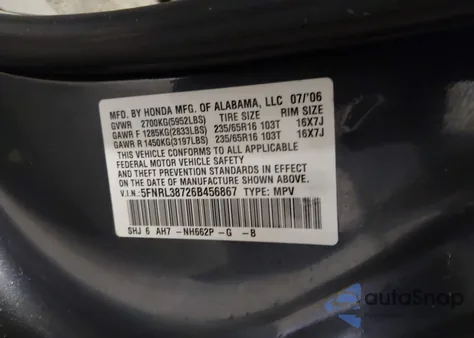 MFD. BY HONDA MFG. OF ALABAMA, LLC 07/'06
GVWR 2700KG(5952LBS) TIRE SIZE RIM SIZE
GAWR F 1285KG(2833LBS) 235/65R16 103T 16X7J
GAWR R 1450KG(3197LBS) 235/65R16 103T 16X7J
THIS VEHICLE CONFORMS TO ALL APPLICABLE
FEDERAL MOTOR VEHICLE SAFETY
AND THEFT PREVENTION STANDARDS IN EFFECT ON
THE DATE OF MANUFACTURE SHOWN ABOVE.
V.I.N.: 5FNRL38726B456867 TYPE: MPV
SHJ 6 AH7 -NH662P -G -B
autoSnap